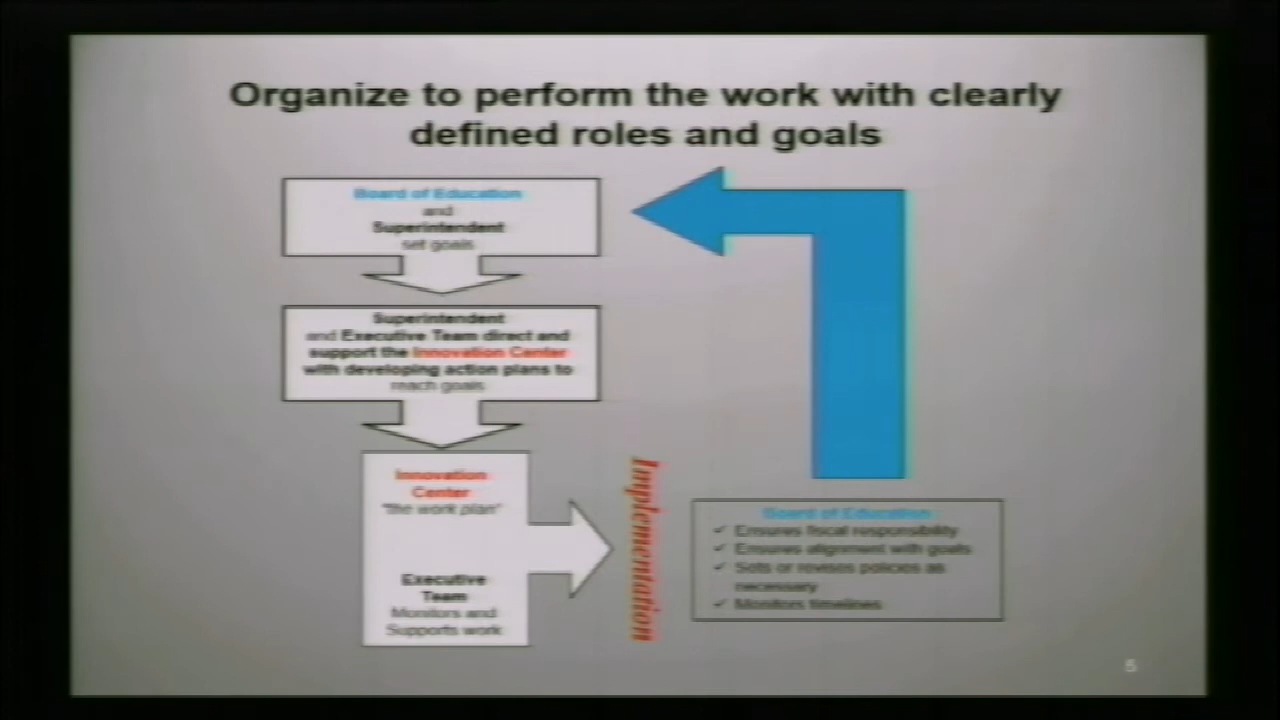 Organize to perform the work with clearly
defined roles and goals
Board of Education
and
Superintendent
set goals
Superintendent
and Executive Team direct and
support the Innovation Center
with developing action plans to
reach goals
Innovation
Center
"the work plan"
Executive
Team
Monitors and
Supports work
Implementation
Board of Education
✓ Ensures fiscal responsibility
✓ Ensures alignment with goals
✓ Sets or revises policies as
necessary
✓ Monitors timelines
5